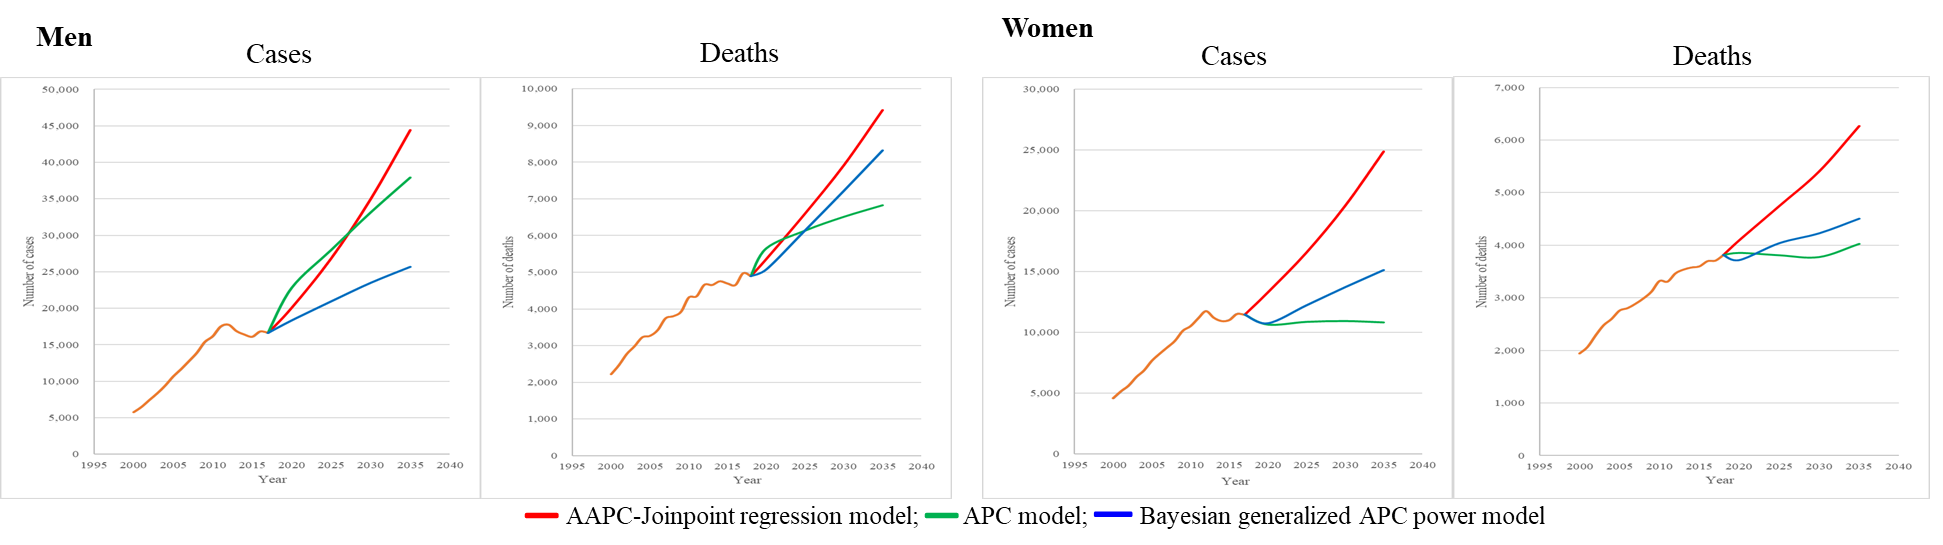 Men
Cases
Deaths
Women
Cases
Deaths
50,000
45,000
40,000
35,000
30,000
25,000
20,000
15,000
10,000
5,000
0
Number of cases
1995 2000 2005 2010 2015 2020 2025 2030 2035 2040
Year
10,000
9,000
8,000
7,000
6,000
5,000
4,000
3,000
2,000
1,000
0
Number of deaths
1995 2000 2005 2010 2015 2020 2025 2030 2035 2040
Year
30,000
25,000
20,000
15,000
10,000
5,000
0
Number of cases
1995 2000 2005 2010 2015 2020 2025 2030 2035 2040
Year
7,000
6,000
5,000
4,000
3,000
2,000
1,000
0
Number of deaths
1995 2000 2005 2010 2015 2020 2025 2030 2035 2040
Year
AAPC-Joinpoint regression model; APC model; Bayesian generalized APC power model